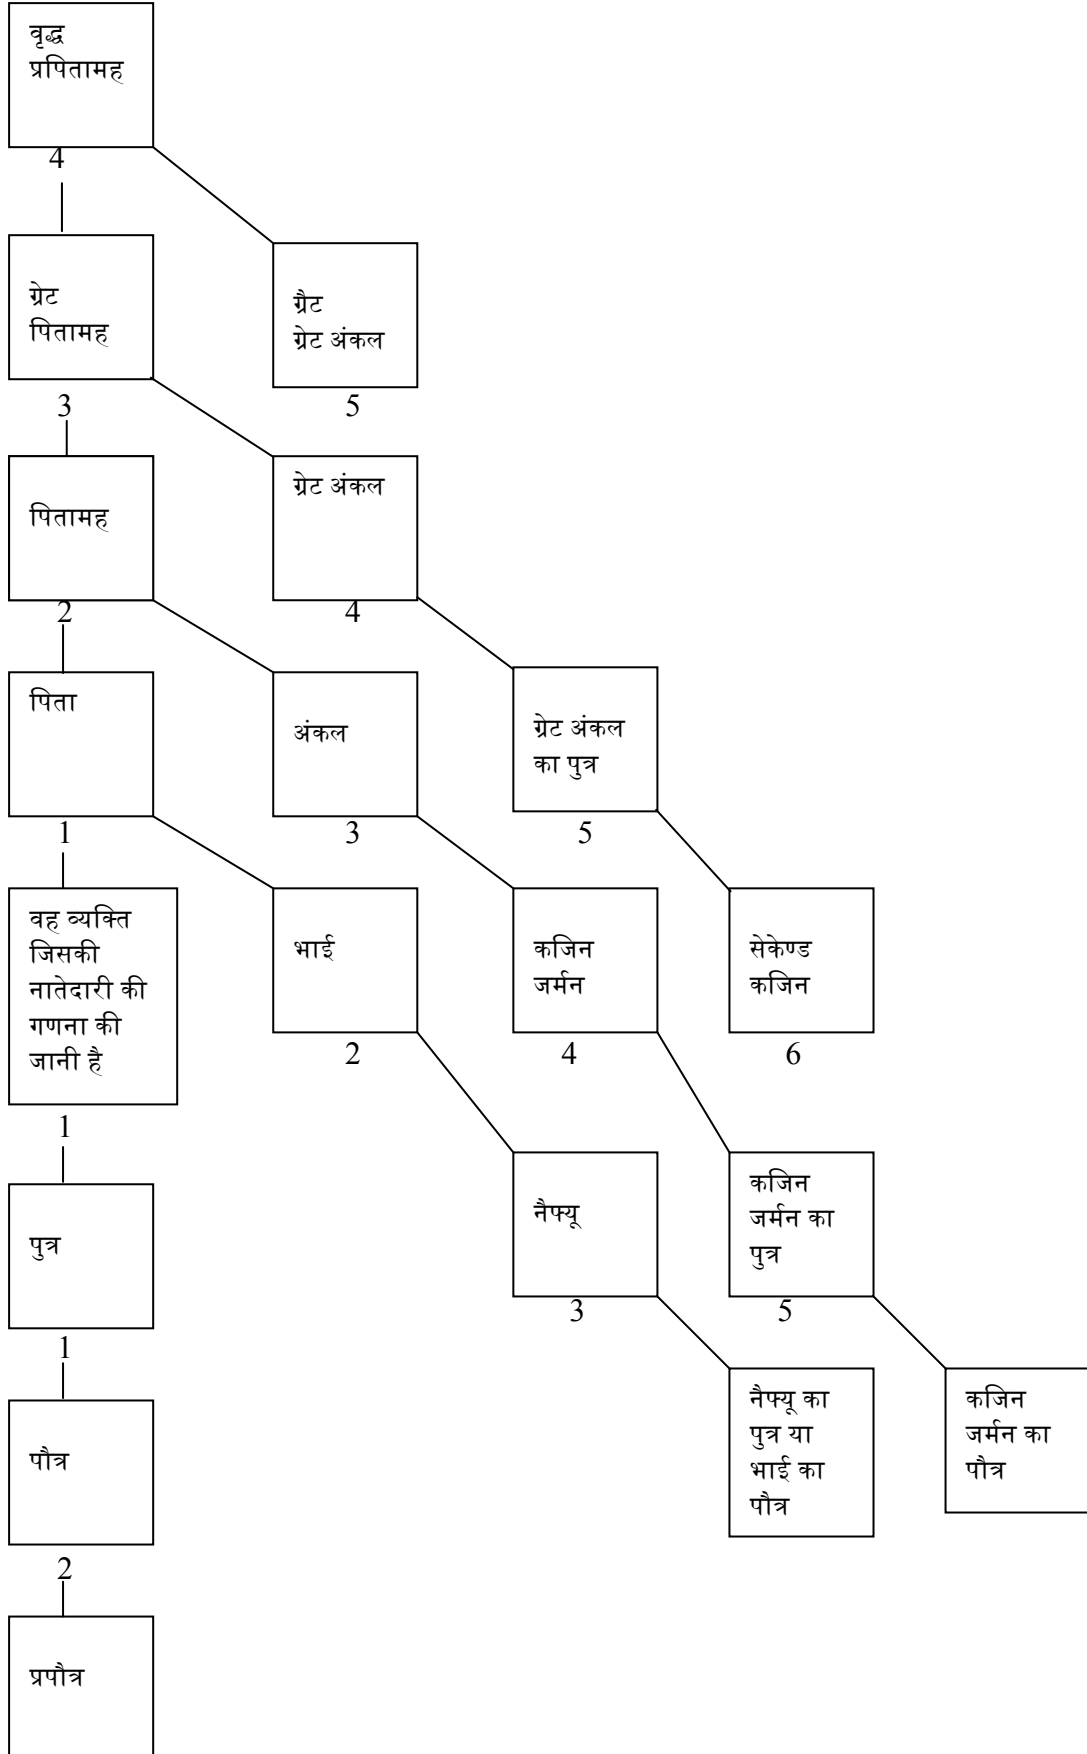 वृद्ध
प्रपितामह
4
ग्रेट
पितामह
3
ग्रैट
ग्रेट अंकल
5
पितामह
2
ग्रेट अंकल
4
पिता
1
अंकल
3
ग्रेट अंकल
का पुत्र
5
वह व्यक्ति
जिसकी
नातेदारी की
गणना की
जानी है
1
भाई
2
कजिन
जर्मन
4
सेकेण्ड
कजिन
6
पुत्र
1
नैफ्यू
3
कजिन
जर्मन का
पुत्र
5
पौत्र
2
नैफ्यू का
पुत्र या
भाई का
पौत्र
कजिन
जर्मन का
पौत्र
प्रपौत्र